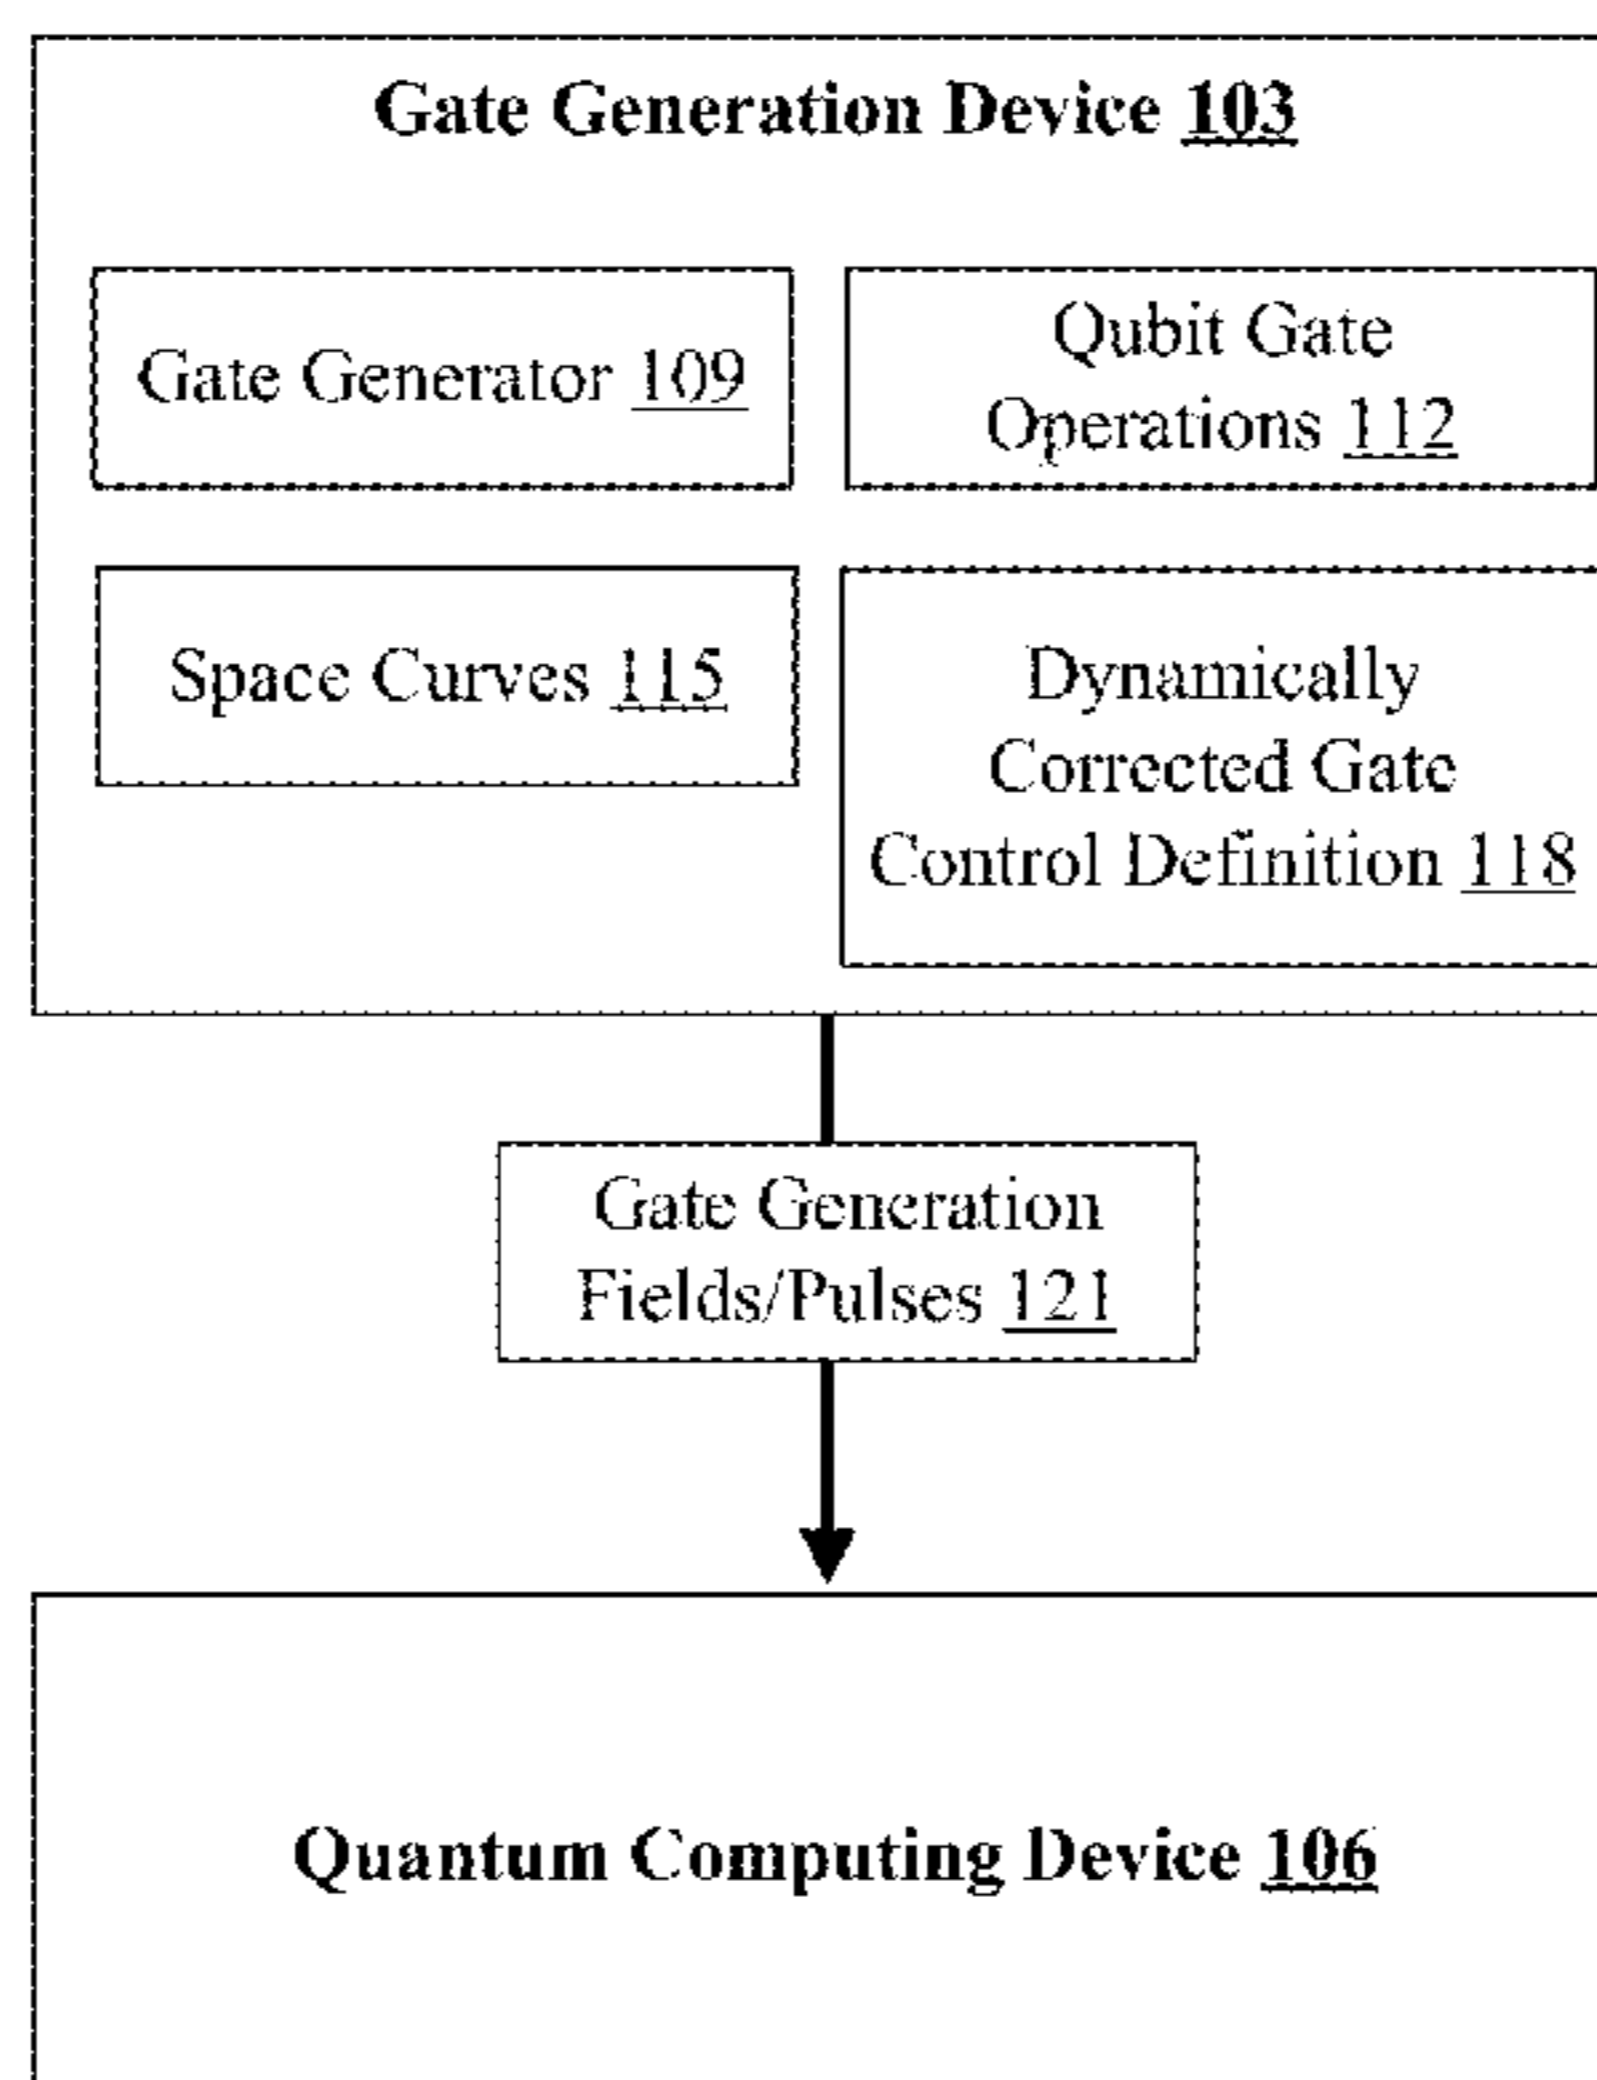 Gate Generation Device 103
Gate Generator 109
Qubit Gate
Operations 112
Space Curves 115
Dynamically
Corrected Gate
Control Definition 118
Gate Generation
Fields/Pulses 121
Quantum Computing Device 106